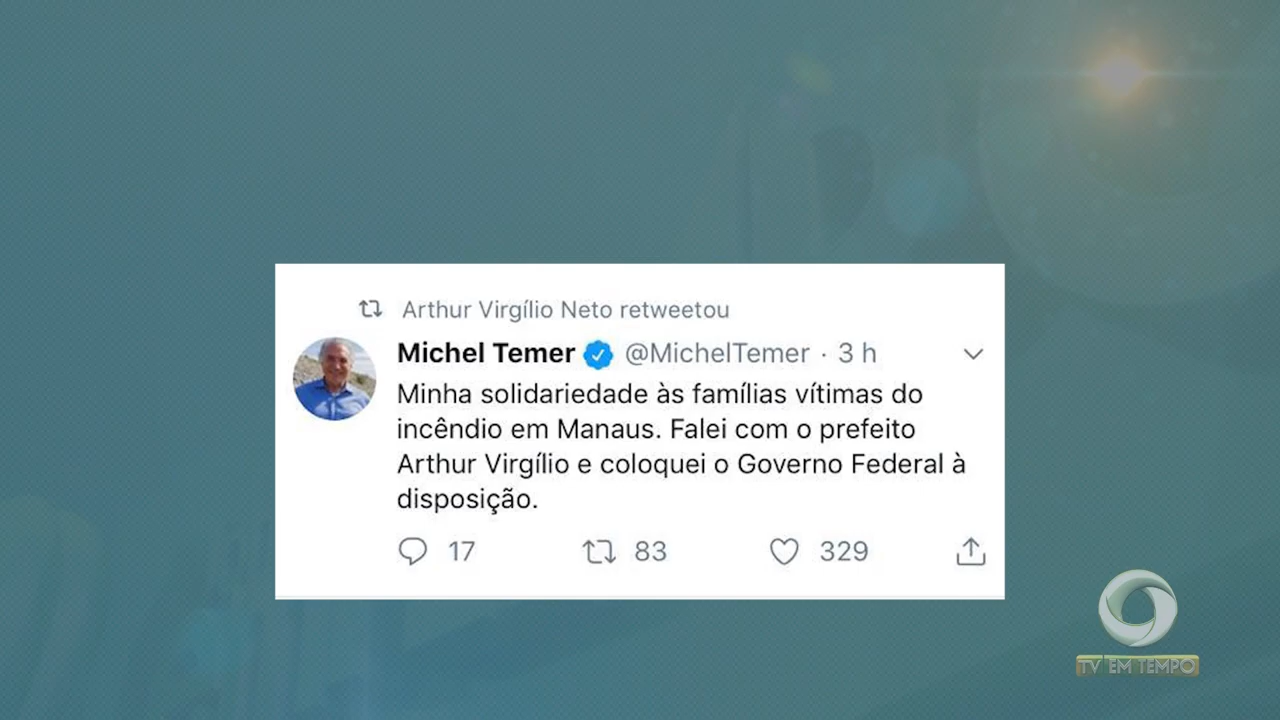 Arthur Virgílio Neto retweetou
Michel Temer @MichelTemer · 3 h
Minha solidariedade às famílias vítimas do
incêndio em Manaus. Falei com o prefeito
Arthur Virgílio e coloquei o Governo Federal à
disposição.
17 83 329
TV EM TEMPO